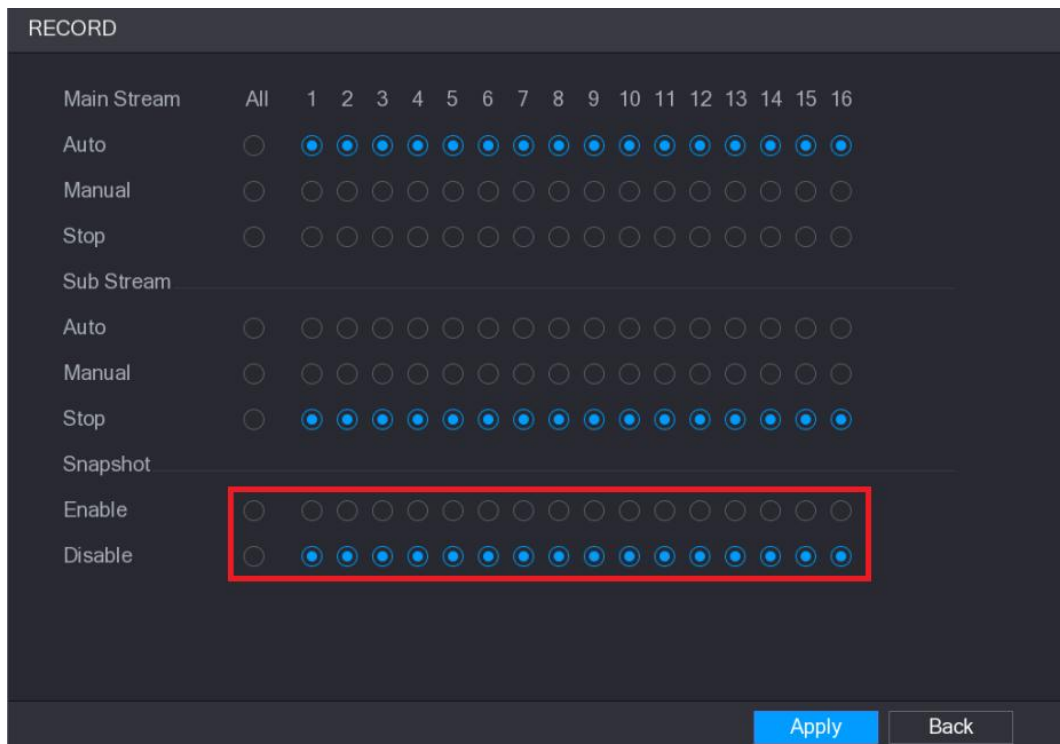 RECORD
Main Stream All 1 2 3 4 5 6 7 8 9 10 11 12 13 14 15 16
Auto
Manual
Stop
Sub Stream
Auto
Manual
Stop
Snapshot
Enable
Disable
Apply Back